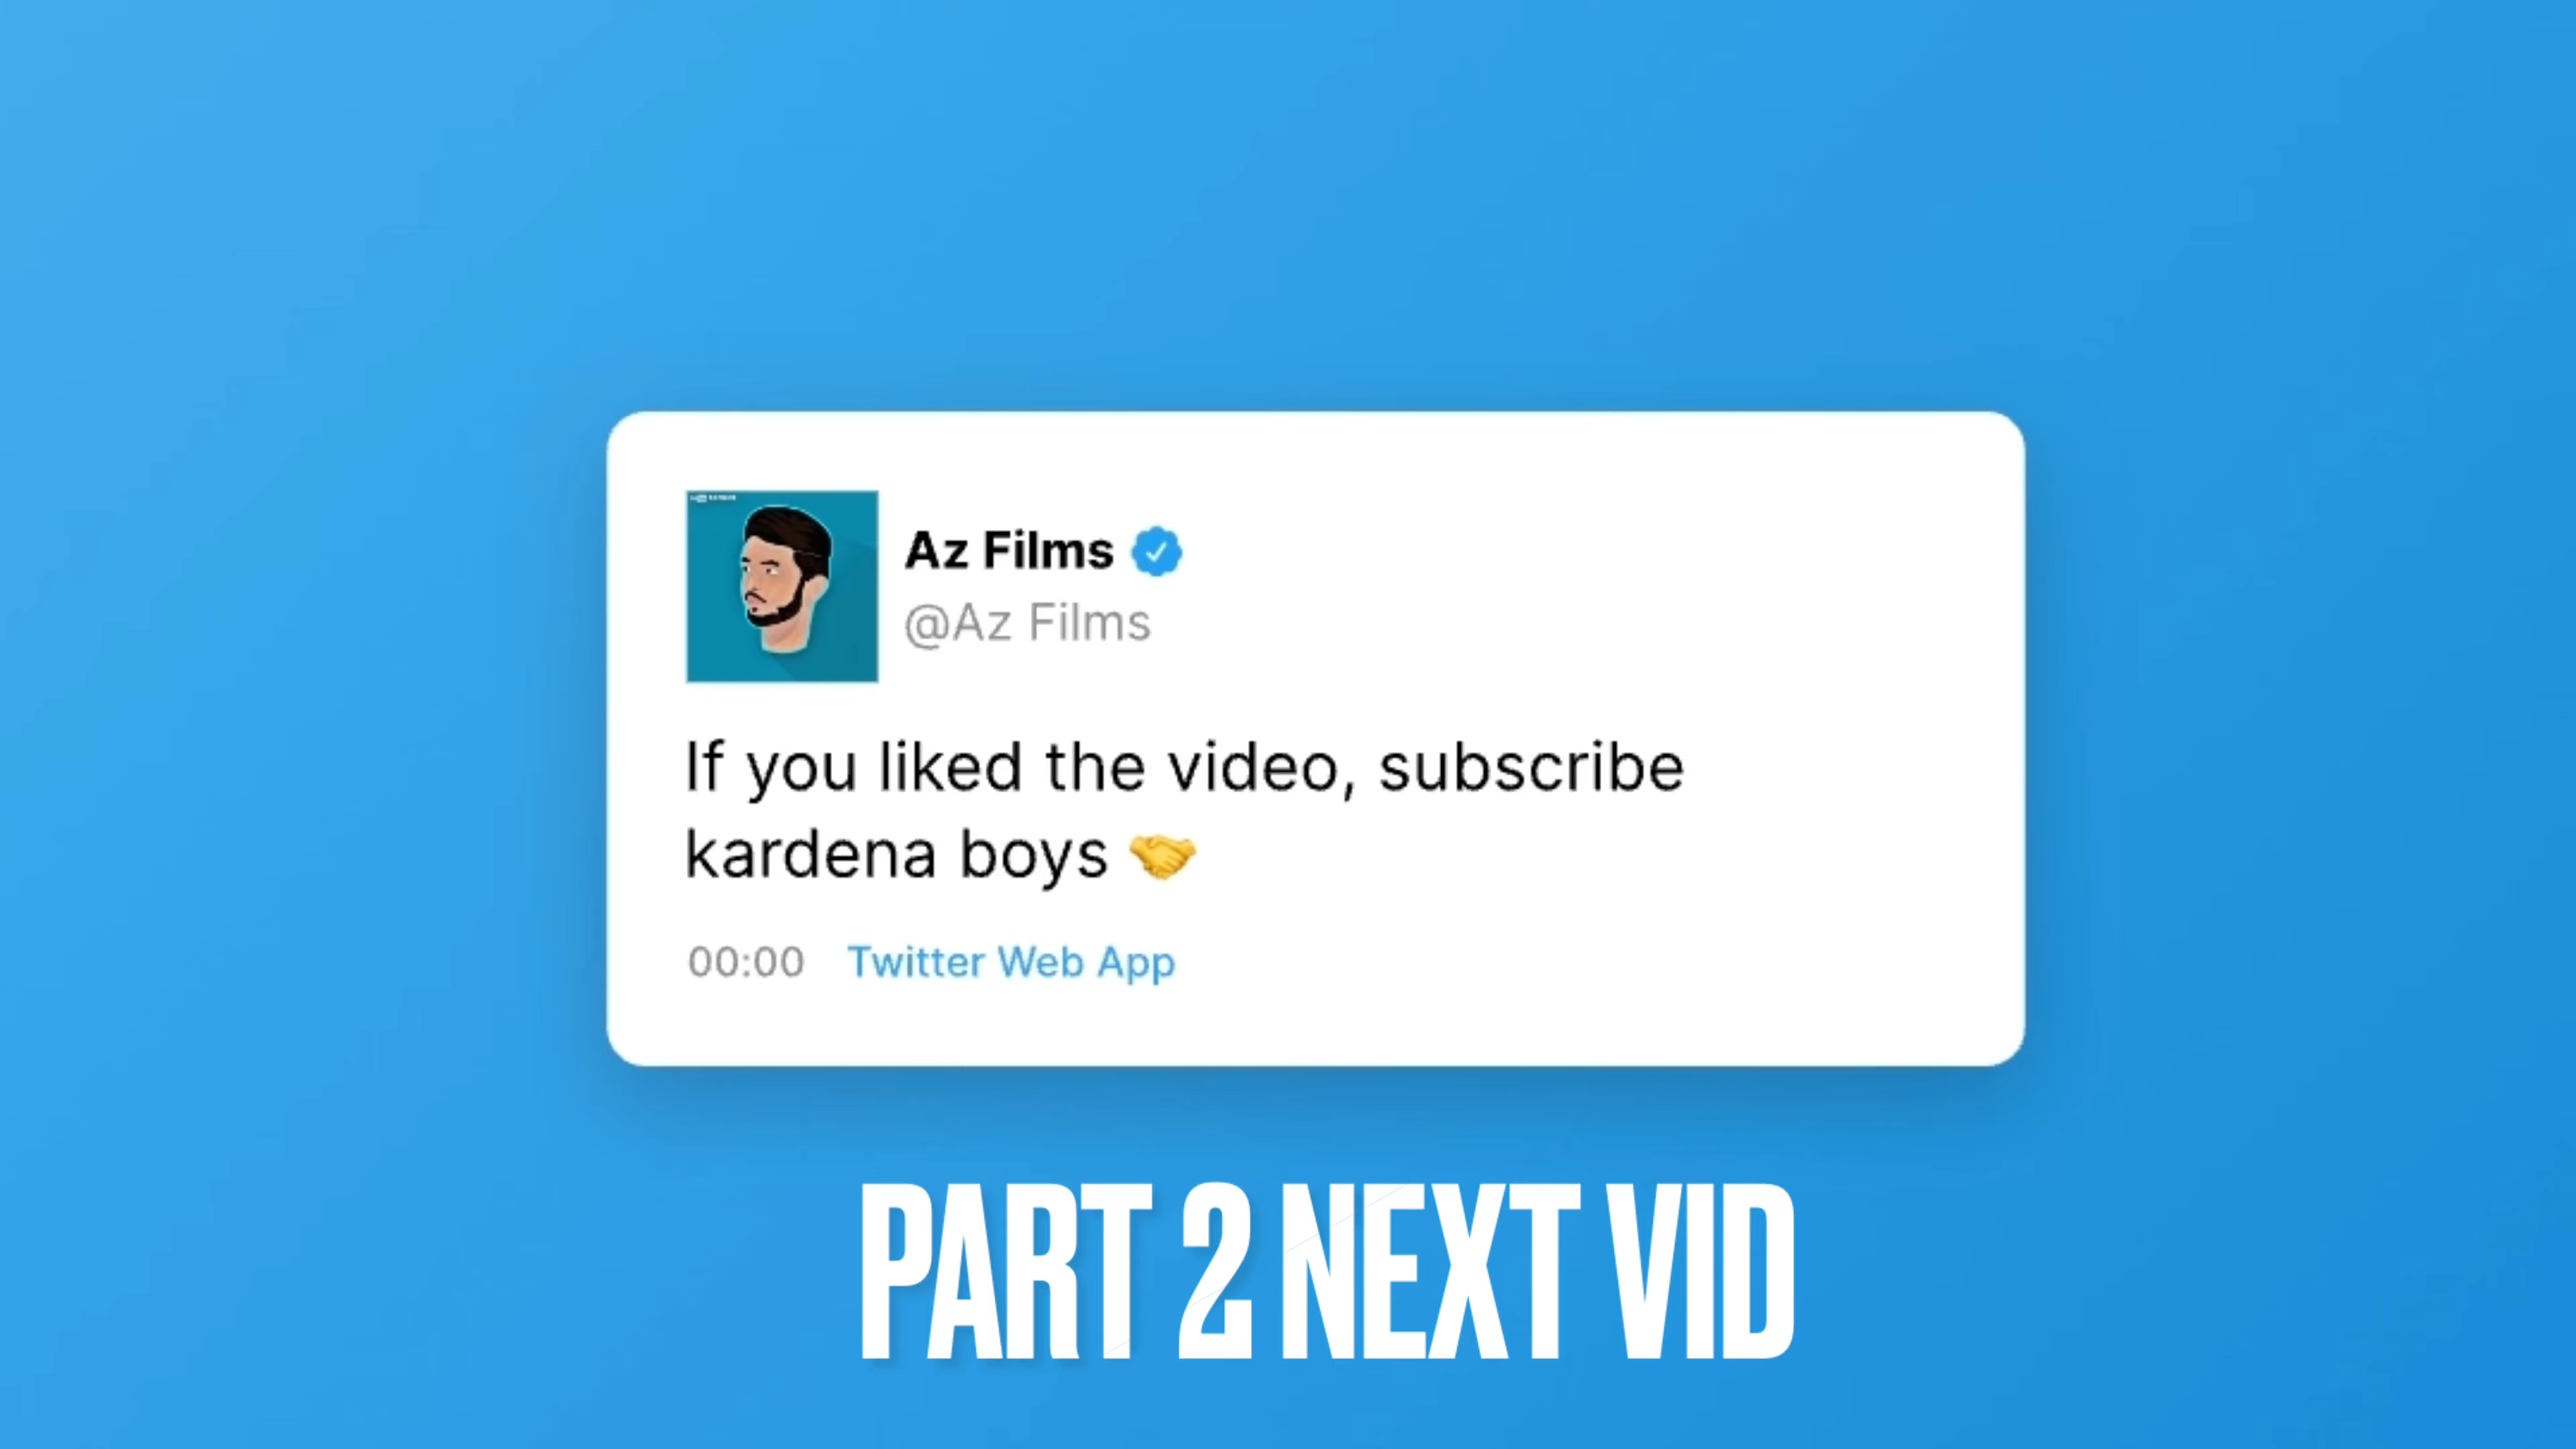 Az Films
@Az Films
If you liked the video, subscribe
kardena boys 🤝
00:00 Twitter Web App
PART 2 NEXT VID